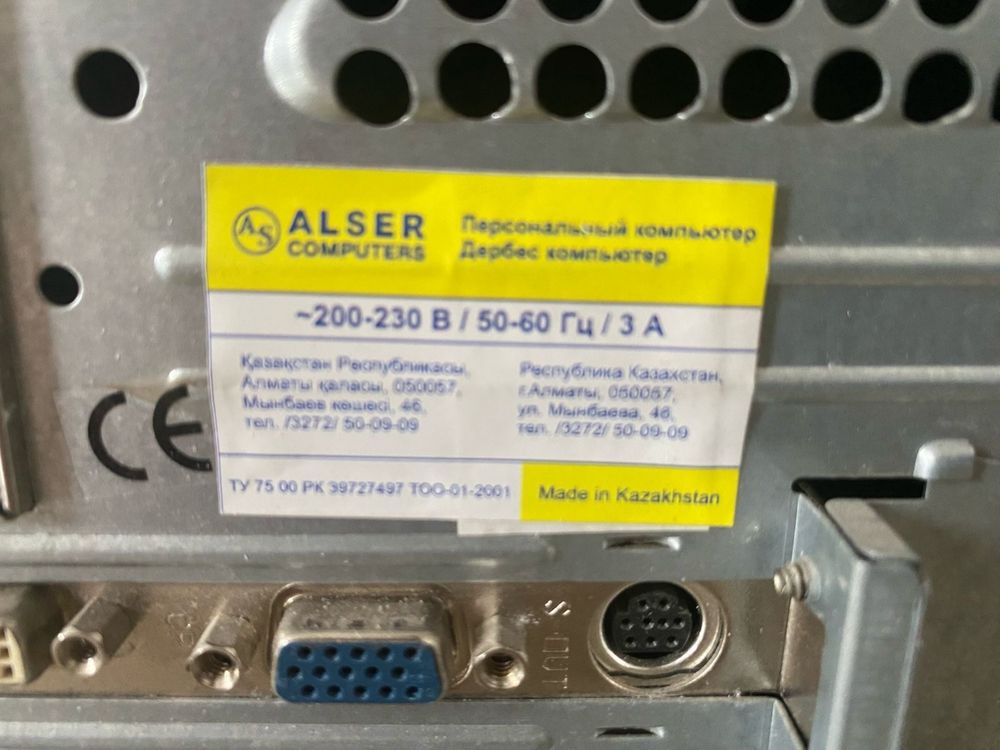 AS ALSER
COMPUTERS
Персональный компьютер
Дербес компьютер
~200-230 В / 50-60 Гц / 3 А
Қазақстан Республикасы,
Алматы қаласы, 050057,
Мынбаев көшесі, 46,
тел. /3272/ 50-09-09
Республика Казахстан,
г.Алматы, 050057,
ул. Мынбаева, 46,
тел. /3272/ 50-09-09
ТУ 75 00 РК 39727497 ТОО-01-2001
Made in Kazakhstan
CE
S
OUT